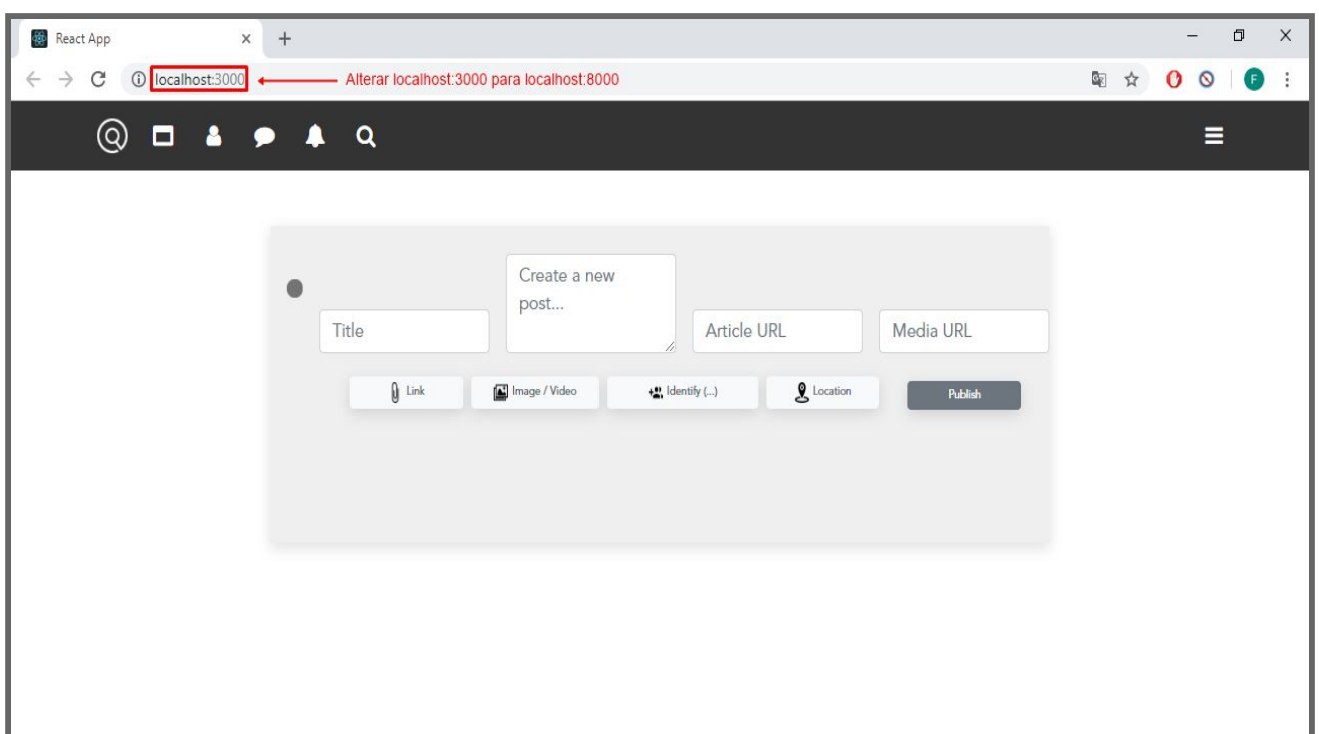 React App
localhost:3000
Alterar localhost:3000 para localhost:8000
F
Create a new
post...
Title
Article URL
Media URL
Link
Image / Video
Identify (...)
Location
Publish